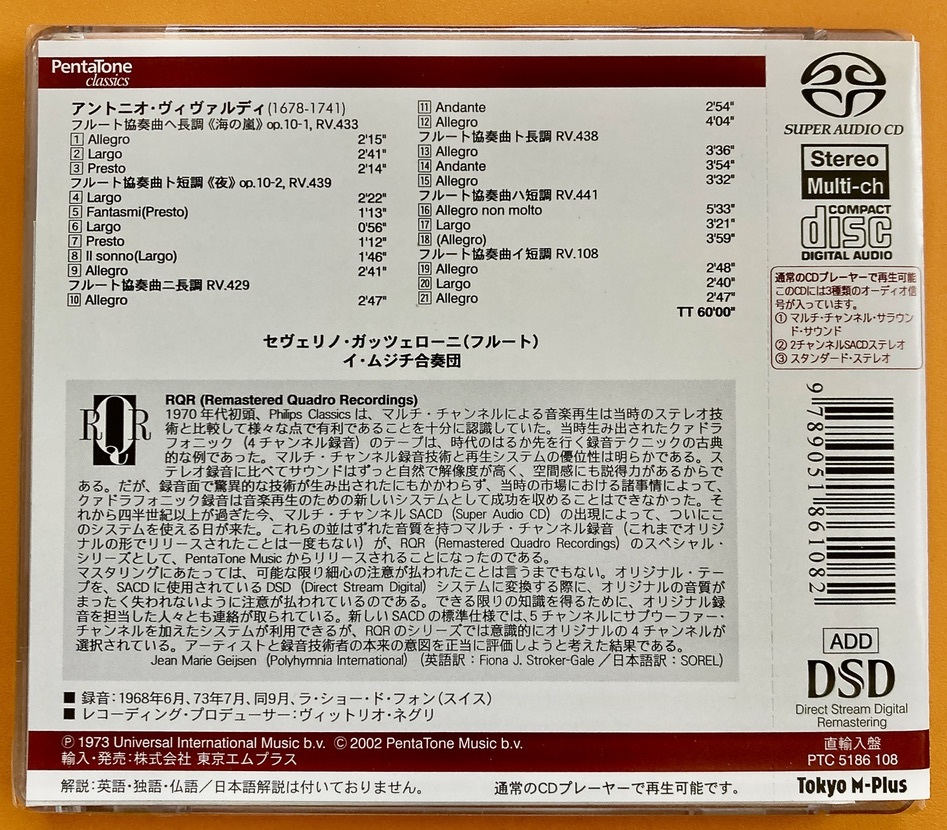 PentaTone
classics
アントニオ・ヴィヴァルディ(1678-1741)
フルート協奏曲ヘ長調《海の嵐》op.10-1, RV.433
1 Allegro 2'15"
2 Largo 2'41"
3 Presto 2'14"
フルート協奏曲ト短調《夜》op.10-2, RV.439
4 Largo 2'22"
5 Fantasmi(Presto) 1'13"
6 Largo 0'56"
7 Presto 1'12"
8 Il sonno(Largo) 1'46"
9 Allegro 2'41"
フルート協奏曲ニ長調 RV.429
10 Allegro 2'47"
11 Andante 2'54"
12 Allegro 4'04"
フルート協奏曲ト長調 RV.438
13 Allegro 3'36"
14 Andante 3'54"
15 Allegro 3'32"
フルート協奏曲ハ短調 RV.441
16 Allegro non molto 5'33"
17 Largo 3'21"
18 (Allegro) 3'59"
フルート協奏曲イ短調 RV.108
19 Allegro 2'48"
20 Largo 2'40"
21 Allegro 2'47"
TT 60'00"
セヴェリノ・ガッツェローニ(フルート)
イ・ムジチ合奏団
RQR
RQR (Remastered Quadro Recordings)
1970年代初頭、Philips Classics は、マルチ・チャンネルによる音楽再生は当時のステレオ技
術と比較して様々な点で有利であることを十分に認識していた。当時生み出されたクァドラ
フォニック（4チャンネル録音）のテープは、時代のはるか先を行く録音テクニックの古典
的な例であった。マルチ・チャンネル録音技術と再生システムの優位性は明らかである。ス
テレオ録音に比べてサウンドはずっと自然で解像度が高く、空間感にも説得力があるからで
ある。だが、録音面で驚異的な技術が生み出されたにもかかわらず、当時の市場における諸事情によって、
クァドラフォニック録音は音楽再生のための新しいシステムとして成功を収めることはできなかった。そ
れから四半世紀以上が過ぎた今、マルチ・チャンネル SACD（Super Audio CD）の出現によって、ついにこ
のシステムを使える日が来た。これらの並はずれた音質を持つマルチ・チャンネル録音（これまでオリジ
ナルの形でリリースされたことは一度もない）が、RQR（Remastered Quadro Recordings）のスペシャル・
シリーズとして、PentaTone Music からリリースされることになったのである。
マスタリングにあたっては、可能な限り細心の注意が払われたことは言うまでもない。オリジナル・テー
プを、SACD に使用されている DSD（Direct Stream Digital）システムに変換する際に、オリジナルの音質が
まったく失われないように注意が払われているのである。できる限りの知識を得るために、オリジナル録
音を担当した人々とも連絡が取られている。新しい SACD の標準仕様では、5チャンネルにサブウーファー・
チャンネルを加えたシステムが利用できるが、RQR のシリーズでは意識的にオリジナルの4チャンネルが
選択されている。アーティストと録音技術者の本来の意図を正当に評価しようと考えた結果である。
Jean Marie Geijsen（Polyhymnia International）（英語訳：Fiona J. Stroker-Gale／日本語訳：SOREL）
■ 録音：1968年6月、73年7月、同9月、ラ・ショー・ド・フォン（スイス）
■ レコーディング・プロデューサー：ヴィットリオ・ネグリ
Ⓟ 1973 Universal International Music b.v. © 2002 PentaTone Music b.v.
輸入・発売：株式会社 東京エムプラス
解説：英語・独語・仏語／日本語解説は付いておりません。 通常のCDプレーヤーで再生可能です。
SUPER AUDIO CD
Stereo
Multi-ch
COMPACT
disc
DIGITAL AUDIO
通常のCDプレーヤーで再生可能
このCDには3種類のオーディオ信
号が入っています。
① マルチ・チャンネル・サラウン
ド・サウンド
② 2チャンネルSACDステレオ
③ スタンダード・ステレオ
9 789051 861082
ADD
DSD
Direct Stream Digital
Remastering
直輸入盤
PTC 5186 108
Tokyo M-Plus